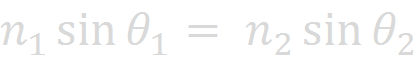 n₁ sin θ₁ = n₂ sin θ₂